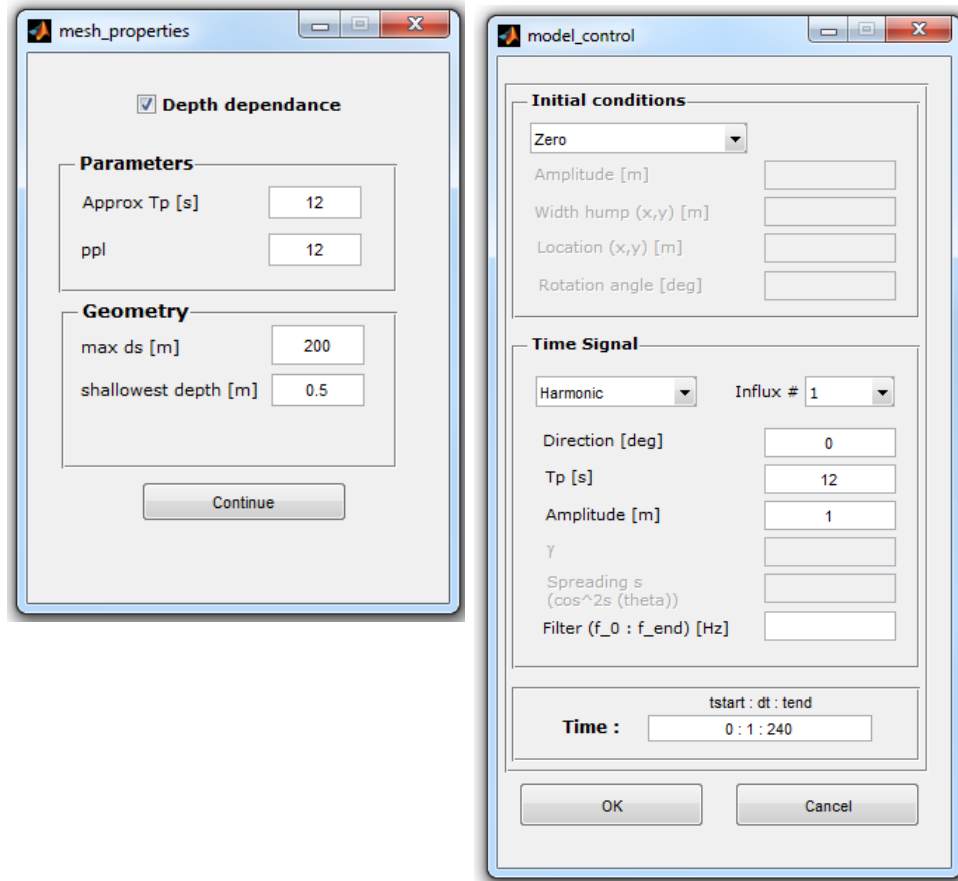 mesh_properties
Depth dependance
Parameters
Approx Tp [s] 12
ppl 12
Geometry
max ds [m] 200
shallowest depth [m] 0.5
Continue
model_control
Initial conditions
Zero
Amplitude [m]
Width hump (x,y) [m]
Location (x,y) [m]
Rotation angle [deg]
Time Signal
Harmonic Influx # 1
Direction [deg] 0
Tp [s] 12
Amplitude [m] 1
γ
Spreading s
(cos^2s (theta))
Filter (f_0 : f_end) [Hz]
tstart : dt : tend
Time : 0 : 1 : 240
OK Cancel